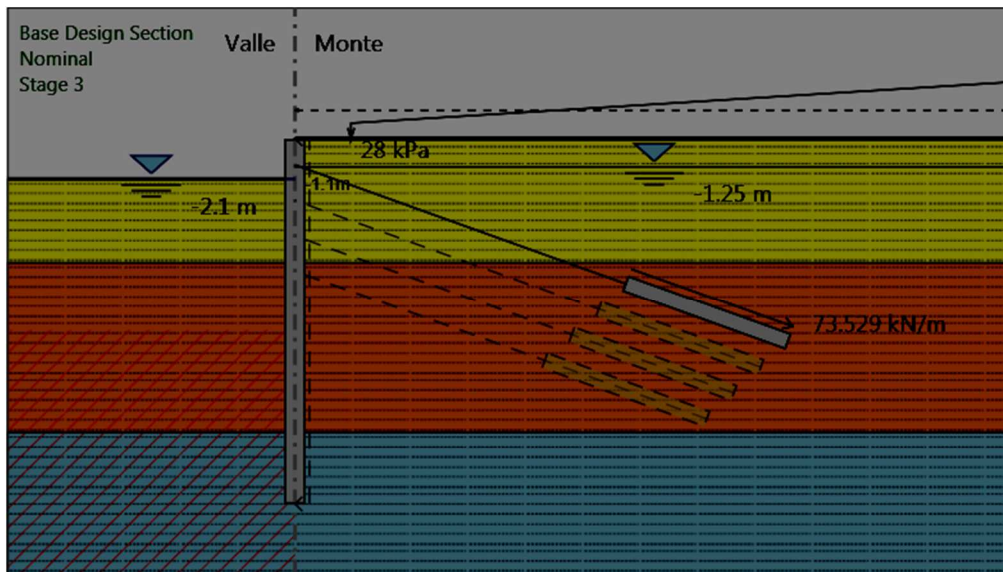 Base Design Section
Nominal
Stage 3
Valle
Monte
28 kPa
-1.1m
-2.1 m
-1.25 m
73.529 kN/m